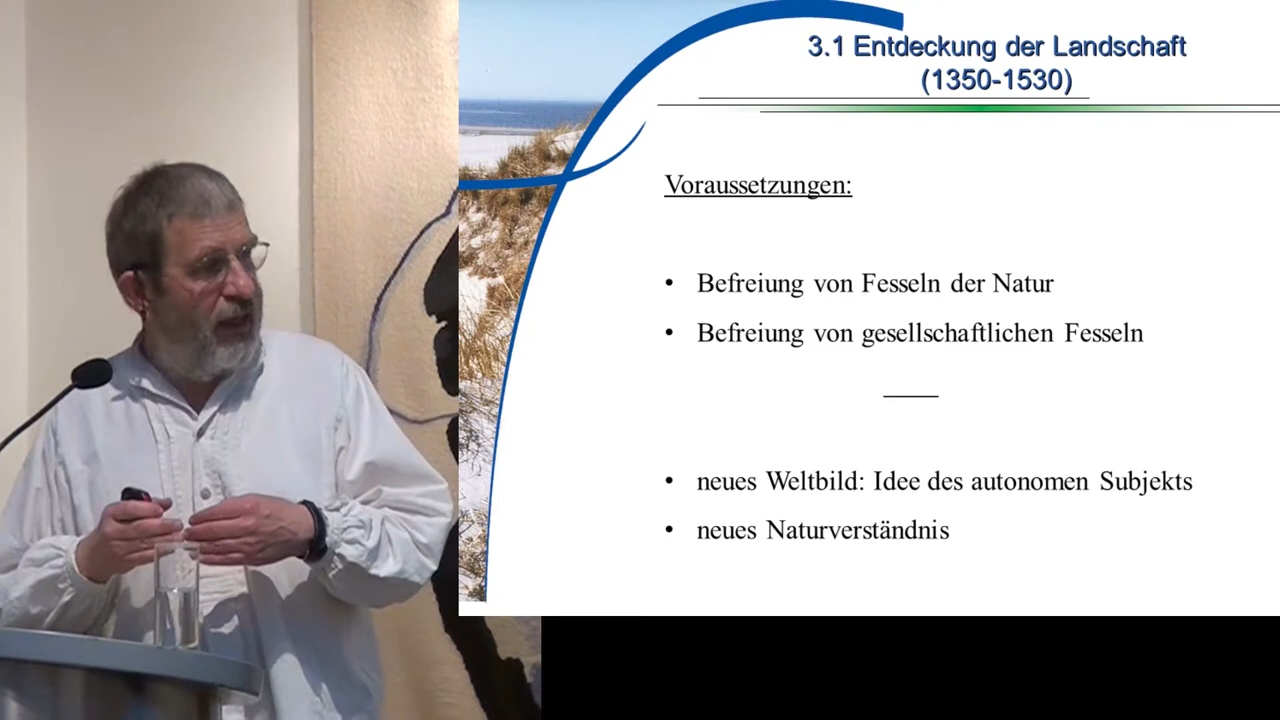 3.1 Entdeckung der Landschaft
(1350-1530)
Voraussetzungen:
• Befreiung von Fesseln der Natur
• Befreiung von gesellschaftlichen Fesseln
• neues Weltbild: Idee des autonomen Subjekts
• neues Naturverständnis